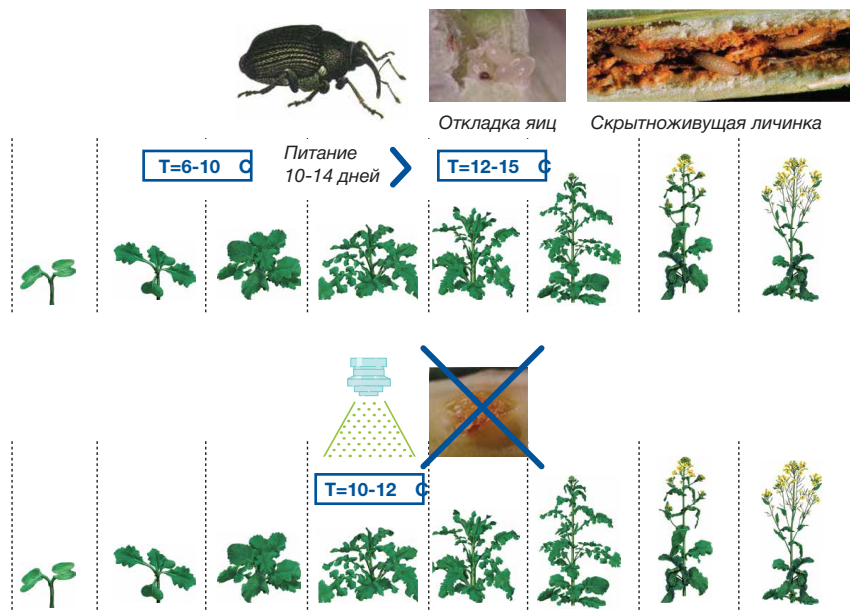 Откладка яиц
Скрытноживущая личинка
T=6-10 C
Питание
10-14 дней
T=12-15 C
T=10-12 C